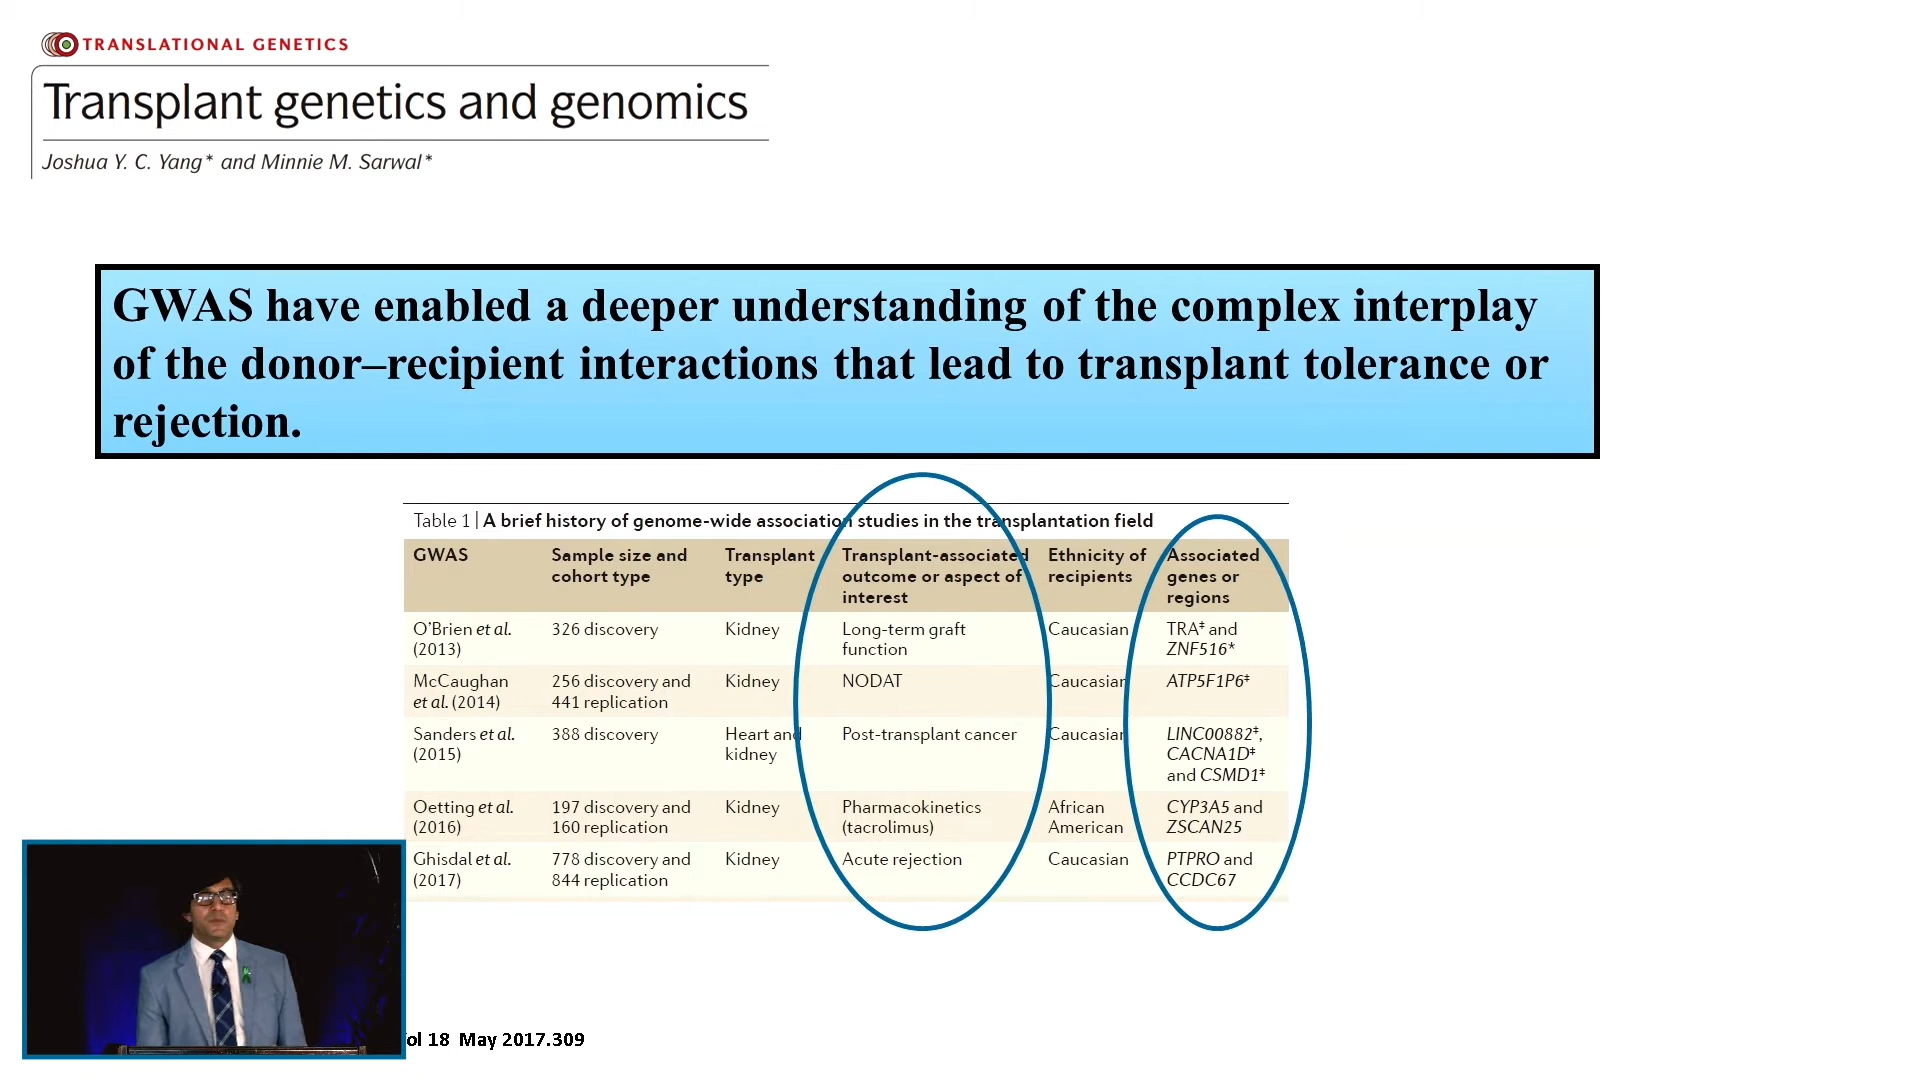 TRANSLATIONAL GENETICS
Transplant genetics and genomics
Joshua Y. C. Yang* and Minnie M. Sarwal*
GWAS have enabled a deeper understanding of the complex interplay
of the donor–recipient interactions that lead to transplant tolerance or
rejection.
Table 1 | A brief history of genome-wide association studies in the transplantation field
GWAS Sample size and cohort type Transplant type Transplant-associated outcome or aspect of interest Ethnicity of recipients Associated genes or regions
O'Brien et al. (2013) 326 discovery Kidney Long-term graft function Caucasian TRA‡ and ZNF516*
McCaughan et al. (2014) 256 discovery and 441 replication Kidney NODAT Caucasian ATP5F1P6‡
Sanders et al. (2015) 388 discovery Heart and kidney Post-transplant cancer Caucasian LINC00882‡, CACNA1D‡ and CSMD1‡
Oetting et al. (2016) 197 discovery and 160 replication Kidney Pharmacokinetics (tacrolimus) African American CYP3A5 and ZSCAN25
Ghisdal et al. (2017) 778 discovery and 844 replication Kidney Acute rejection Caucasian PTPRO and CCDC67
18 May 2017.309